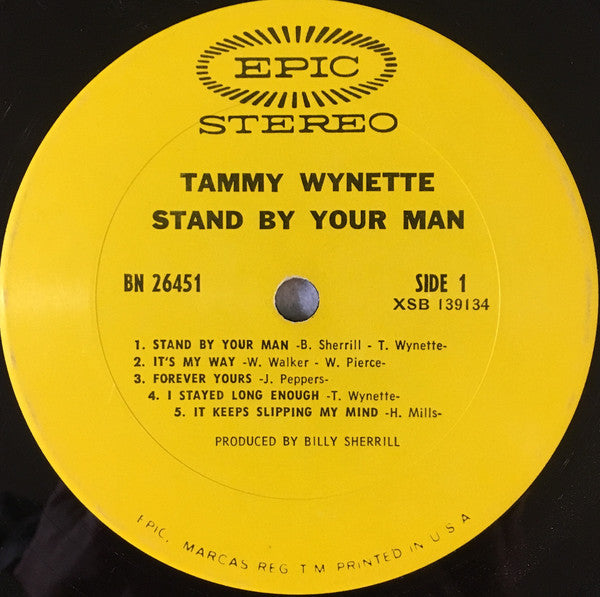 EPIC
STEREO
TAMMY WYNETTE
STAND BY YOUR MAN
BN 26451 SIDE 1
XSB 139134
1. STAND BY YOUR MAN -B. Sherrill - T. Wynette-
2. IT'S MY WAY -W. Walker - W. Pierce-
3. FOREVER YOURS -J. Peppers-
4. I STAYED LONG ENOUGH -T. Wynette-
5. IT KEEPS SLIPPING MY MIND -H. Mills-
PRODUCED BY BILLY SHERRILL
EPIC, MARCAS REG T M PRINTED IN U S A